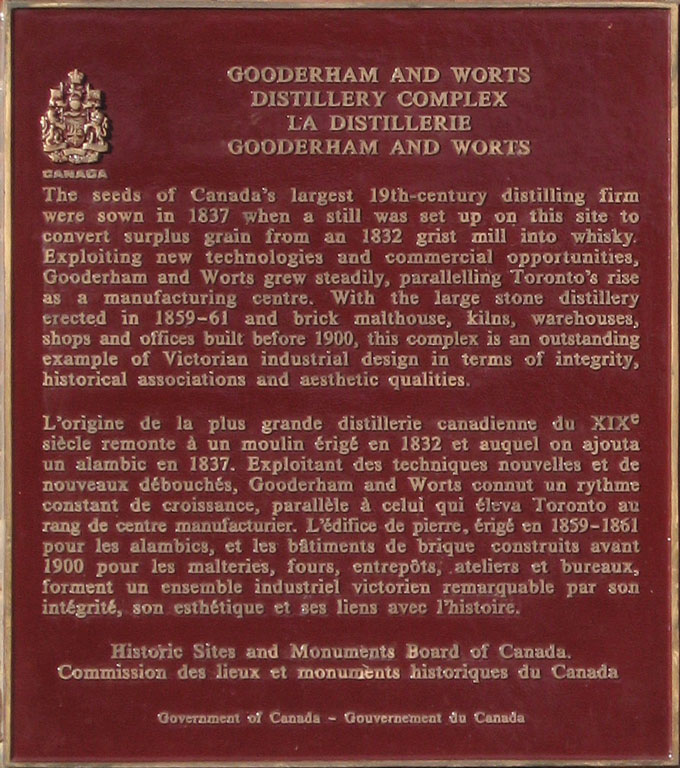 GOODERHAM AND WORTS
DISTILLERY COMPLEX
LA DISTILLERIE
GOODERHAM AND WORTS
CANADA
The seeds of Canada's largest 19th-century distilling firm
were sown in 1837 when a still was set up on this site to
convert surplus grain from an 1832 grist mill into whisky.
Exploiting new technologies and commercial opportunities,
Gooderham and Worts grew steadily, parallelling Toronto's rise
as a manufacturing centre. With the large stone distillery
erected in 1859-61 and brick malthouse, kilns, warehouses,
shops and offices built before 1900, this complex is an outstanding
example of Victorian industrial design in terms of integrity,
historical associations and aesthetic qualities.
L'origine de la plus grande distillerie canadienne du XIXe
siècle remonte à un moulin érigé en 1832 et auquel on ajouta
un alambic en 1837. Exploitant des techniques nouvelles et de
nouveaux débouchés, Gooderham and Worts connut un rythme
constant de croissance, parallèle à celui qui éleva Toronto au
rang de centre manufacturier. L'édifice de pierre, érigé en 1859-1861
pour les alambics, et les bâtiments de brique construits avant
1900 pour les malteries, fours, entrepôts, ateliers et bureaux,
forment un ensemble industriel victorien remarquable par son
intégrité, son esthétique et ses liens avec l'histoire.
Historic Sites and Monuments Board of Canada.
Commission des lieux et monuments historiques du Canada
Government of Canada - Gouvernement du Canada